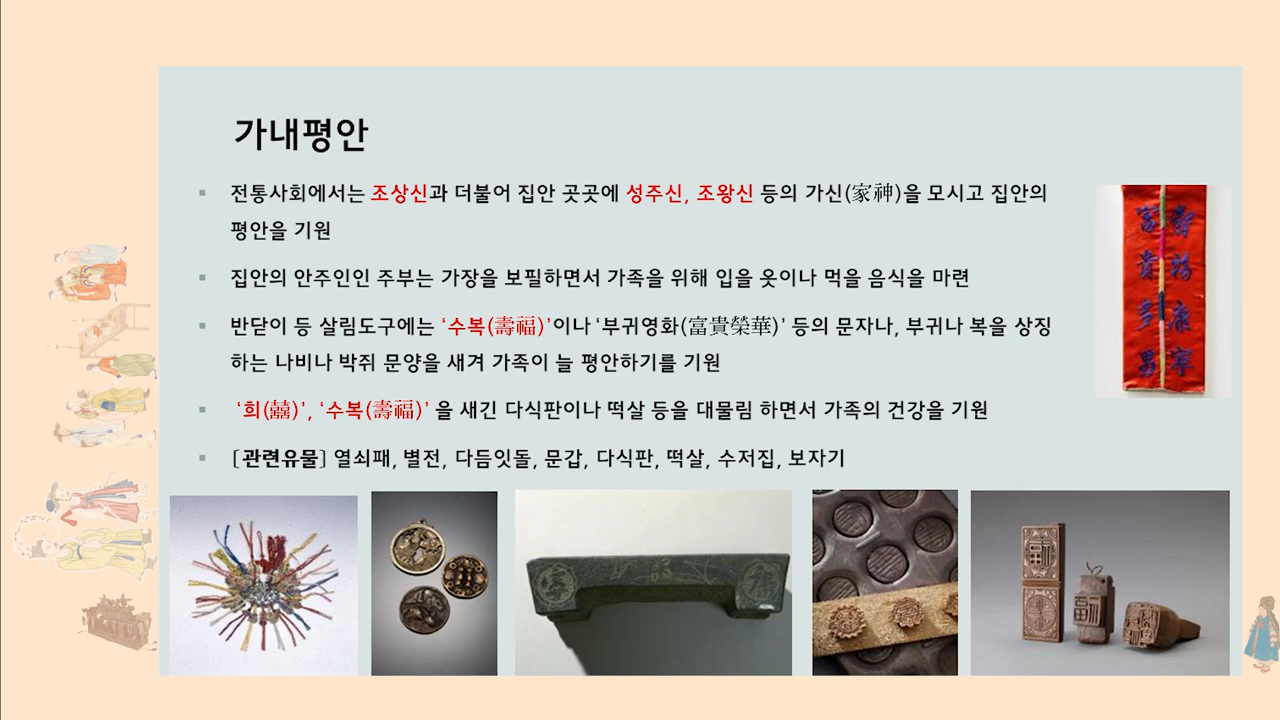 가내평안
전통사회에서는 조상신과 더불어 집안 곳곳에 성주신, 조왕신 등의 가신(家神)을 모시고 집안의
평안을 기원
집안의 안주인인 주부는 가장을 보필하면서 가족을 위해 입을 옷이나 먹을 음식을 마련
반닫이 등 살림도구에는 ‘수복(壽福)’이나 ‘부귀영화(富貴榮華)’ 등의 문자나, 부귀나 복을 상징
하는 나비나 박쥐 문양을 새겨 가족이 늘 평안하기를 기원
‘희(囍)’, ‘수복(壽福)’ 을 새긴 다식판이나 떡살 등을 대물림 하면서 가족의 건강을 기원
[관련유물] 열쇠패, 별전, 다듬잇돌, 문갑, 다식판, 떡살, 수저집, 보자기
壽福康寧
富貴多男